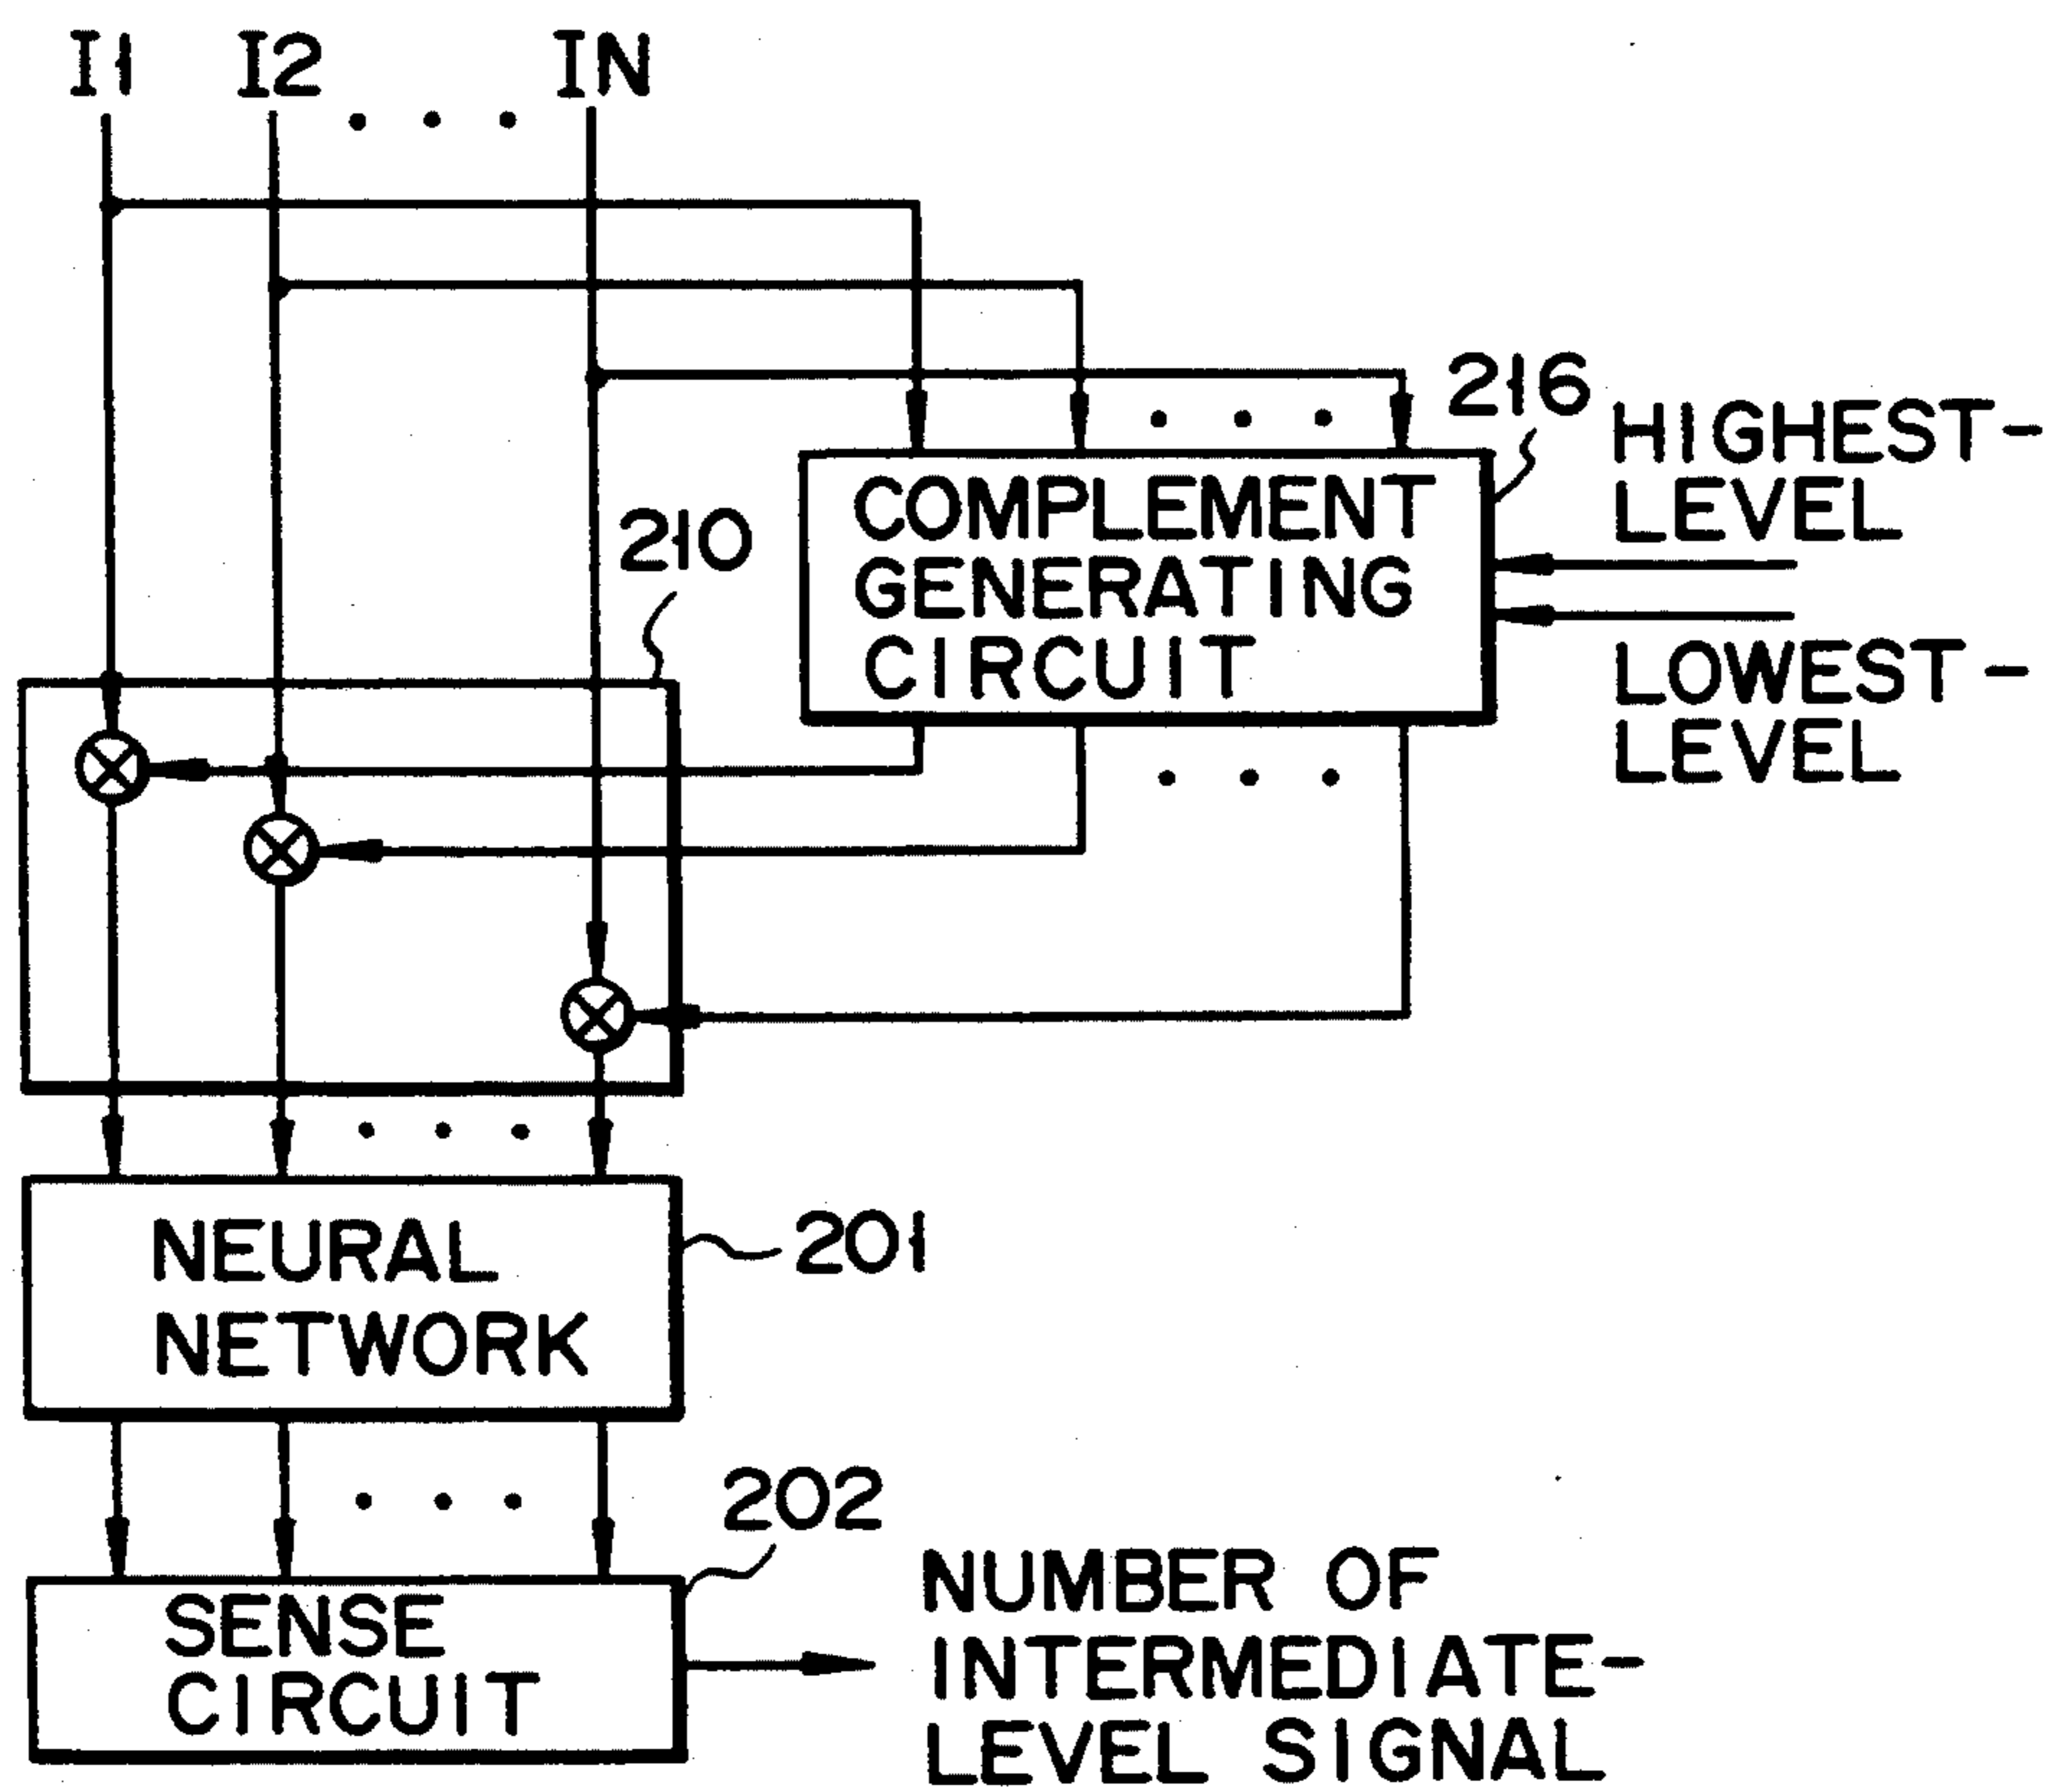 I1 I2 . . . IN
216
HIGHEST-
LEVEL
COMPLEMENT
GENERATING
CIRCUIT
LOWEST-
LEVEL
210
. . .
. . .
. . .
NEURAL
NETWORK
201
. . .
202
SENSE
CIRCUIT
NUMBER OF
INTERMEDIATE-
LEVEL SIGNAL